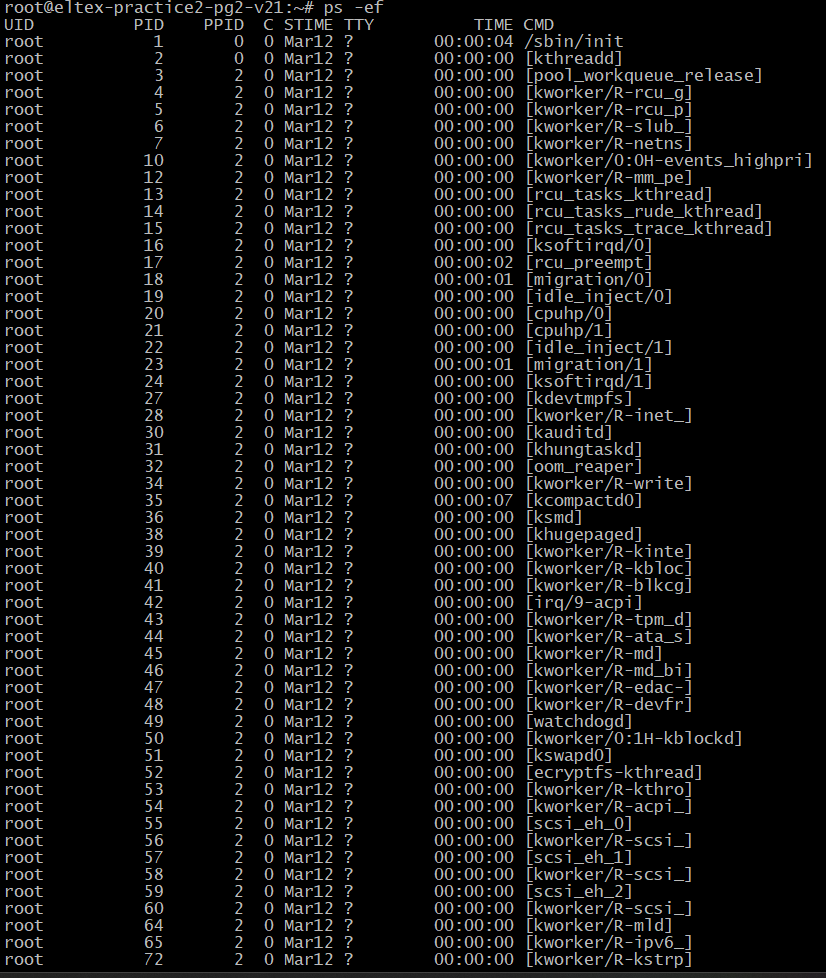 root@eltex-practice2-pg2-v21:~# ps -ef
UID          PID    PPID  C STIME TTY          TIME CMD
root           1       0  0 Mar12 ?        00:00:04 /sbin/init
root           2       0  0 Mar12 ?        00:00:00 [kthreadd]
root           3       2  0 Mar12 ?        00:00:00 [pool_workqueue_release]
root           4       2  0 Mar12 ?        00:00:00 [kworker/R-rcu_g]
root           5       2  0 Mar12 ?        00:00:00 [kworker/R-rcu_p]
root           6       2  0 Mar12 ?        00:00:00 [kworker/R-slub_]
root           7       2  0 Mar12 ?        00:00:00 [kworker/R-netns]
root          10       2  0 Mar12 ?        00:00:00 [kworker/0:0H-events_highpri]
root          12       2  0 Mar12 ?        00:00:00 [kworker/R-mm_pe]
root          13       2  0 Mar12 ?        00:00:00 [rcu_tasks_kthread]
root          14       2  0 Mar12 ?        00:00:00 [rcu_tasks_rude_kthread]
root          15       2  0 Mar12 ?        00:00:00 [rcu_tasks_trace_kthread]
root          16       2  0 Mar12 ?        00:00:00 [ksoftirqd/0]
root          17       2  0 Mar12 ?        00:00:02 [rcu_preempt]
root          18       2  0 Mar12 ?        00:00:01 [migration/0]
root          19       2  0 Mar12 ?        00:00:00 [idle_inject/0]
root          20       2  0 Mar12 ?        00:00:00 [cpuhp/0]
root          21       2  0 Mar12 ?        00:00:00 [cpuhp/1]
root          22       2  0 Mar12 ?        00:00:00 [idle_inject/1]
root          23       2  0 Mar12 ?        00:00:01 [migration/1]
root          24       2  0 Mar12 ?        00:00:00 [ksoftirqd/1]
root          27       2  0 Mar12 ?        00:00:00 [kdevtmpfs]
root          28       2  0 Mar12 ?        00:00:00 [kworker/R-inet_]
root          30       2  0 Mar12 ?        00:00:00 [kauditd]
root          31       2  0 Mar12 ?        00:00:00 [khungtaskd]
root          32       2  0 Mar12 ?        00:00:00 [oom_reaper]
root          34       2  0 Mar12 ?        00:00:00 [kworker/R-write]
root          35       2  0 Mar12 ?        00:00:07 [kcompactd0]
root          36       2  0 Mar12 ?        00:00:00 [ksmd]
root          38       2  0 Mar12 ?        00:00:00 [khugepaged]
root          39       2  0 Mar12 ?        00:00:00 [kworker/R-kinte]
root          40       2  0 Mar12 ?        00:00:00 [kworker/R-kbloc]
root          41       2  0 Mar12 ?        00:00:00 [kworker/R-blkcg]
root          42       2  0 Mar12 ?        00:00:00 [irq/9-acpi]
root          43       2  0 Mar12 ?        00:00:00 [kworker/R-tpm_d]
root          44       2  0 Mar12 ?        00:00:00 [kworker/R-ata_s]
root          45       2  0 Mar12 ?        00:00:00 [kworker/R-md]
root          46       2  0 Mar12 ?        00:00:00 [kworker/R-md_bi]
root          47       2  0 Mar12 ?        00:00:00 [kworker/R-edac-]
root          48       2  0 Mar12 ?        00:00:00 [kworker/R-devfr]
root          49       2  0 Mar12 ?        00:00:00 [watchdogd]
root          50       2  0 Mar12 ?        00:00:00 [kworker/0:1H-kblockd]
root          51       2  0 Mar12 ?        00:00:00 [kswapd0]
root          52       2  0 Mar12 ?        00:00:00 [ecryptfs-kthread]
root          53       2  0 Mar12 ?        00:00:00 [kworker/R-kthro]
root          54       2  0 Mar12 ?        00:00:00 [kworker/R-acpi_]
root          55       2  0 Mar12 ?        00:00:00 [scsi_eh_0]
root          56       2  0 Mar12 ?        00:00:00 [kworker/R-scsi_]
root          57       2  0 Mar12 ?        00:00:00 [scsi_eh_1]
root          58       2  0 Mar12 ?        00:00:00 [kworker/R-scsi_]
root          59       2  0 Mar12 ?        00:00:00 [scsi_eh_2]
root          60       2  0 Mar12 ?        00:00:00 [kworker/R-scsi_]
root          64       2  0 Mar12 ?        00:00:00 [kworker/R-mld]
root          65       2  0 Mar12 ?        00:00:00 [kworker/R-ipv6_]
root          72       2  0 Mar12 ?        00:00:00 [kworker/R-kstrp]